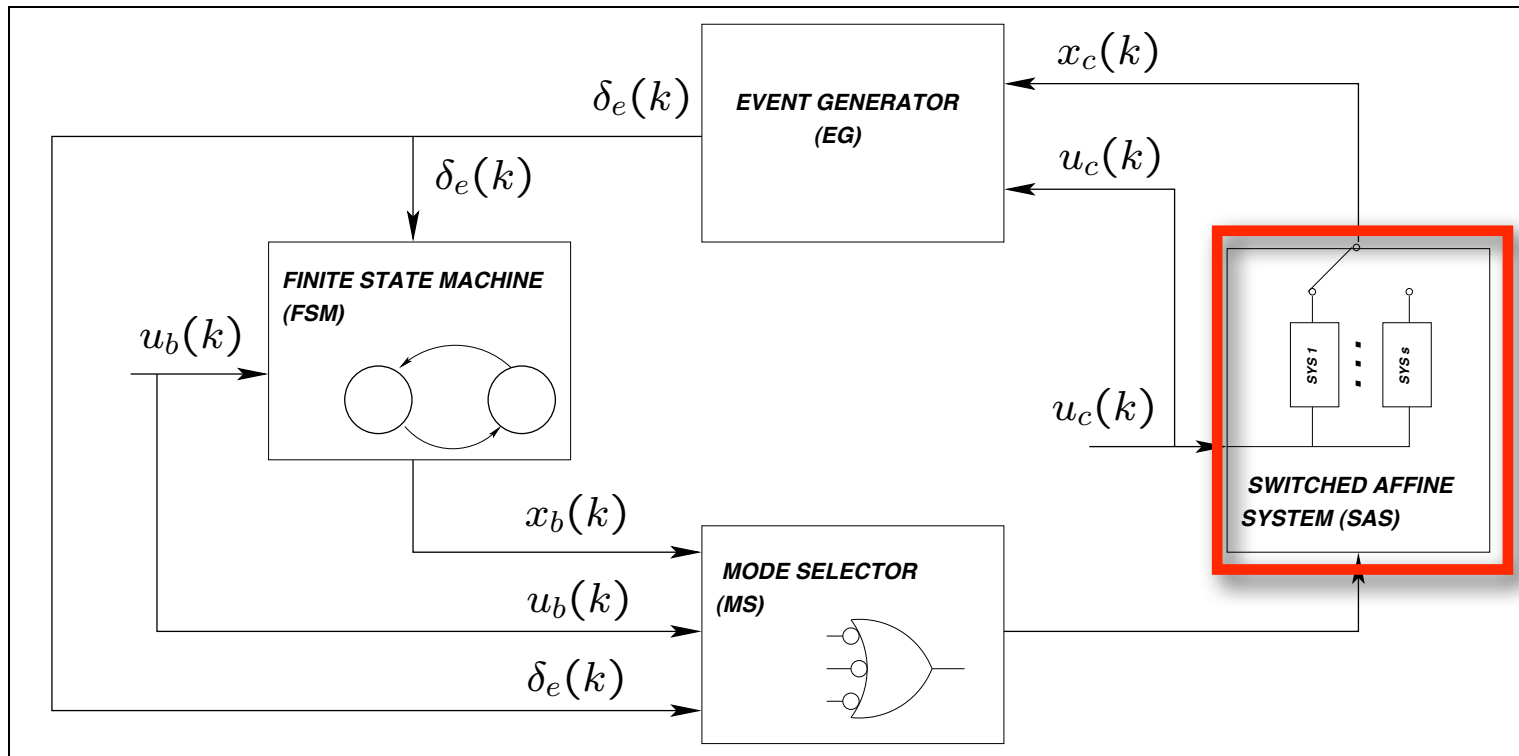 x_c(k)
δ_e(k)
EVENT GENERATOR
(EG)
u_c(k)
δ_e(k)
FINITE STATE MACHINE
(FSM)
u_b(k)
SYS 1
...
SYS s
u_c(k)
SWITCHED AFFINE
SYSTEM (SAS)
x_b(k)
MODE SELECTOR
(MS)
u_b(k)
δ_e(k)